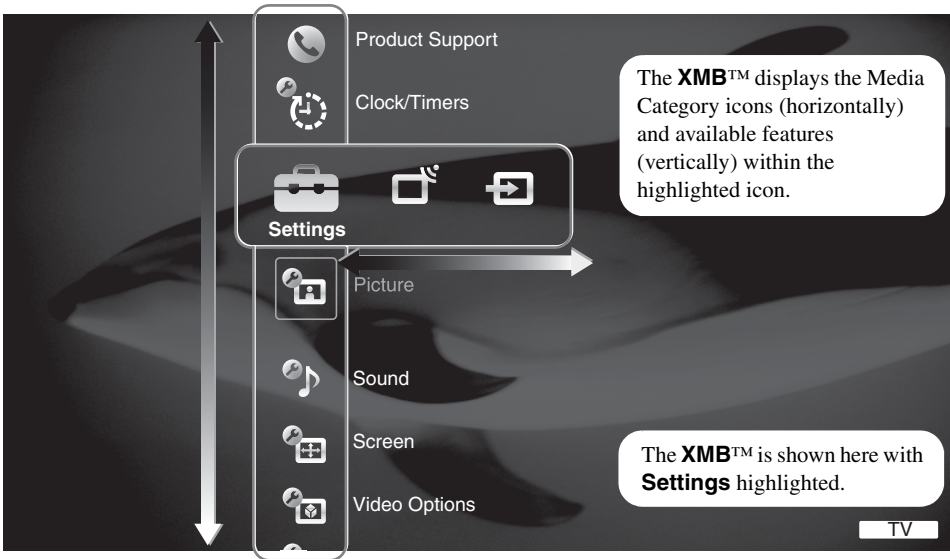 Product Support
Clock/Timers
The XMB™ displays the Media
Category icons (horizontally)
and available features
(vertically) within the
highlighted icon.
Settings
Picture
Sound
Screen
Video Options
The XMB™ is shown here with
Settings highlighted.
TV